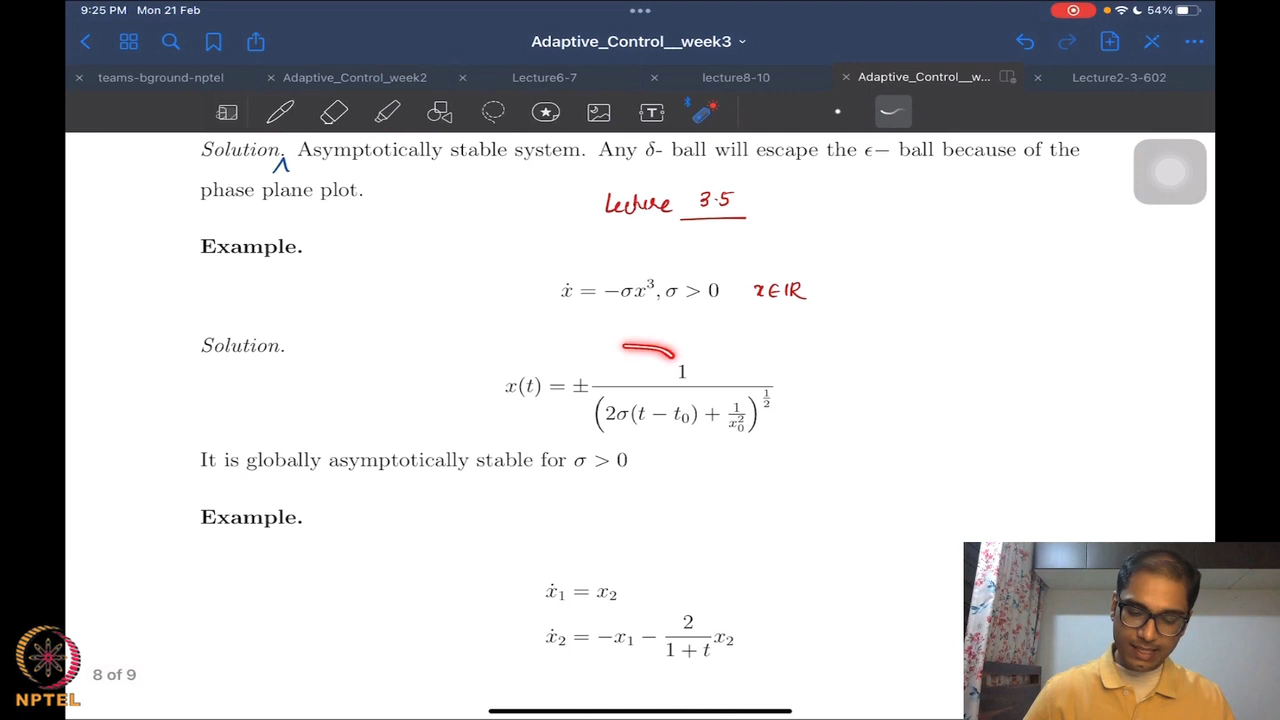 9:25 PM Mon 21 Feb
54%
Adaptive_Control__week3
teams-bground-nptel
Adaptive_Control_week2
Lecture6-7
lecture8-10
Adaptive_Control__w...
Lecture2-3-602
Solution. Asymptotically stable system. Any δ- ball will escape the ϵ− ball because of the
phase plane plot.
Lecture 3.5
Example.
ẋ = −σx³, σ > 0 x∈ℝ
Solution.
x(t) = ± 1 / (2σ(t − t₀) + 1/x₀²)^(1/2)
It is globally asymptotically stable for σ > 0
Example.
ẋ₁ = x₂
ẋ₂ = −x₁ − 2/(1 + t) x₂
8 of 9
NPTEL